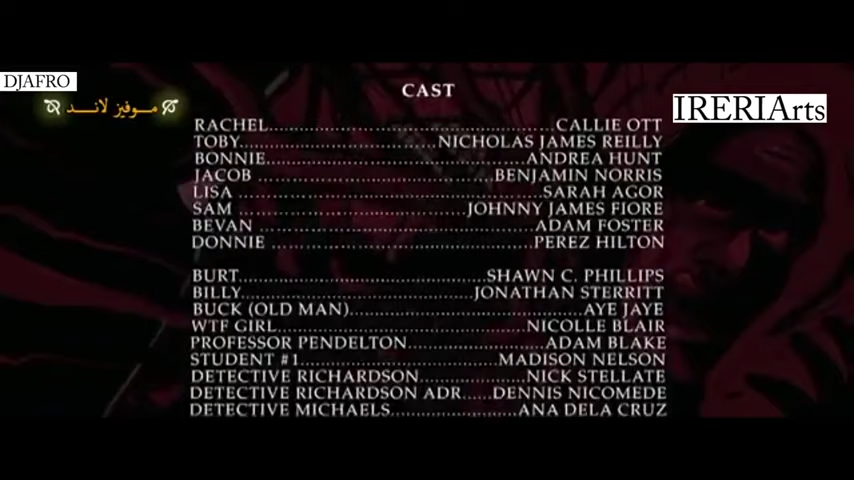 DJAFRO
موفيز لاند
IRERIArts
CAST
RACHEL..............................CALLIE OTT
TOBY..............................NICHOLAS JAMES REILLY
BONNIE..............................ANDREA HUNT
JACOB ..............................BENJAMIN NORRIS
LISA ..............................SARAH AGOR
SAM ..............................JOHNNY JAMES FIORE
BEVAN ..............................ADAM FOSTER
DONNIE ..............................PEREZ HILTON
BURT..............................SHAWN C. PHILLIPS
BILLY..............................JONATHAN STERRITT
BUCK (OLD MAN)..............................AYE JAYE
WTF GIRL..............................NICOLLE BLAIR
PROFESSOR PENDELTON....................ADAM BLAKE
STUDENT #1..............................MADISON NELSON
DETECTIVE RICHARDSON....................NICK STELLATE
DETECTIVE RICHARDSON ADR......DENNIS NICOMEDE
DETECTIVE MICHAELS....................ANA DELA CRUZ